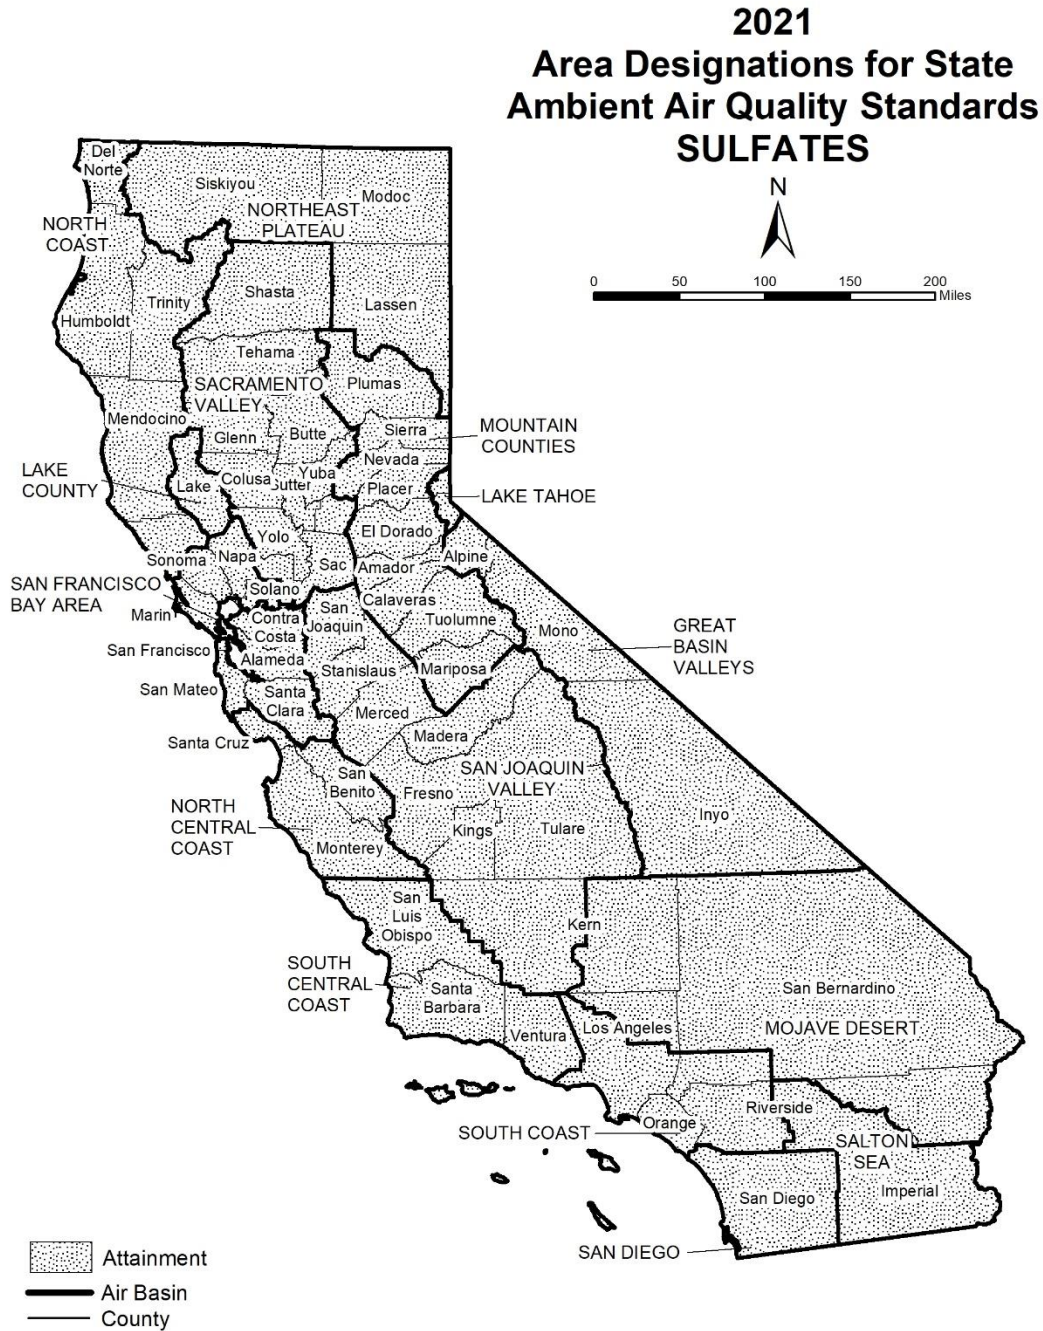 2021
Area Designations for State
Ambient Air Quality Standards
SULFATES
N
0 50 100 150 200
Miles
Del
Norte
Siskiyou
Modoc
NORTHEAST
PLATEAU
NORTH
COAST
Shasta
Trinity
Lassen
Humboldt
Tehama
SACRAMENTO
VALLEY
Plumas
Mendocino
Glenn
Butte
Sierra
MOUNTAIN
COUNTIES
Nevada
LAKE
COUNTY
Lake
Colusa
Yuba
Placer
LAKE TAHOE
El Dorado
Yolo
Sonoma
Napa
Sac
Amador
Alpine
SAN FRANCISCO
BAY AREA
Solano
Calaveras
Marin
Contra
Costa
San
Joaquin
Tuolumne
Mono
GREAT
BASIN
VALLEYS
San Francisco
Alameda
Stanislaus
Mariposa
San Mateo
Santa
Clara
Merced
Santa Cruz
Madera
San
Benito
Fresno
SAN JOAQUIN
VALLEY
NORTH
CENTRAL
COAST
Monterey
Kings
Tulare
Inyo
San
Luis
Obispo
Kern
SOUTH
CENTRAL
COAST
Santa
Barbara
San Bernardino
Ventura
Los Angeles
MOJAVE DESERT
Orange
Riverside
SOUTH COAST
SALTON
SEA
San Diego
Imperial
SAN DIEGO
Attainment
Air Basin
County